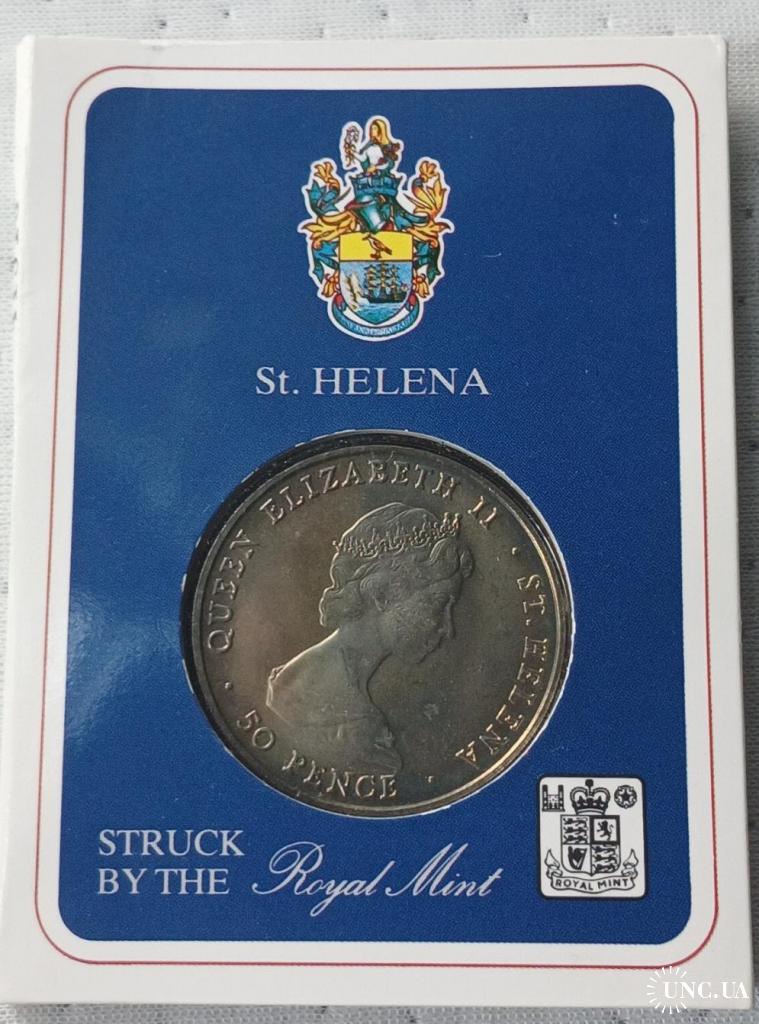 St. HELENA
· QUEEN ELIZABETH II · ST. HELENA ·
50 PENCE
STRUCK
BY THE Royal Mint
ROYAL MINT
UNC.UA